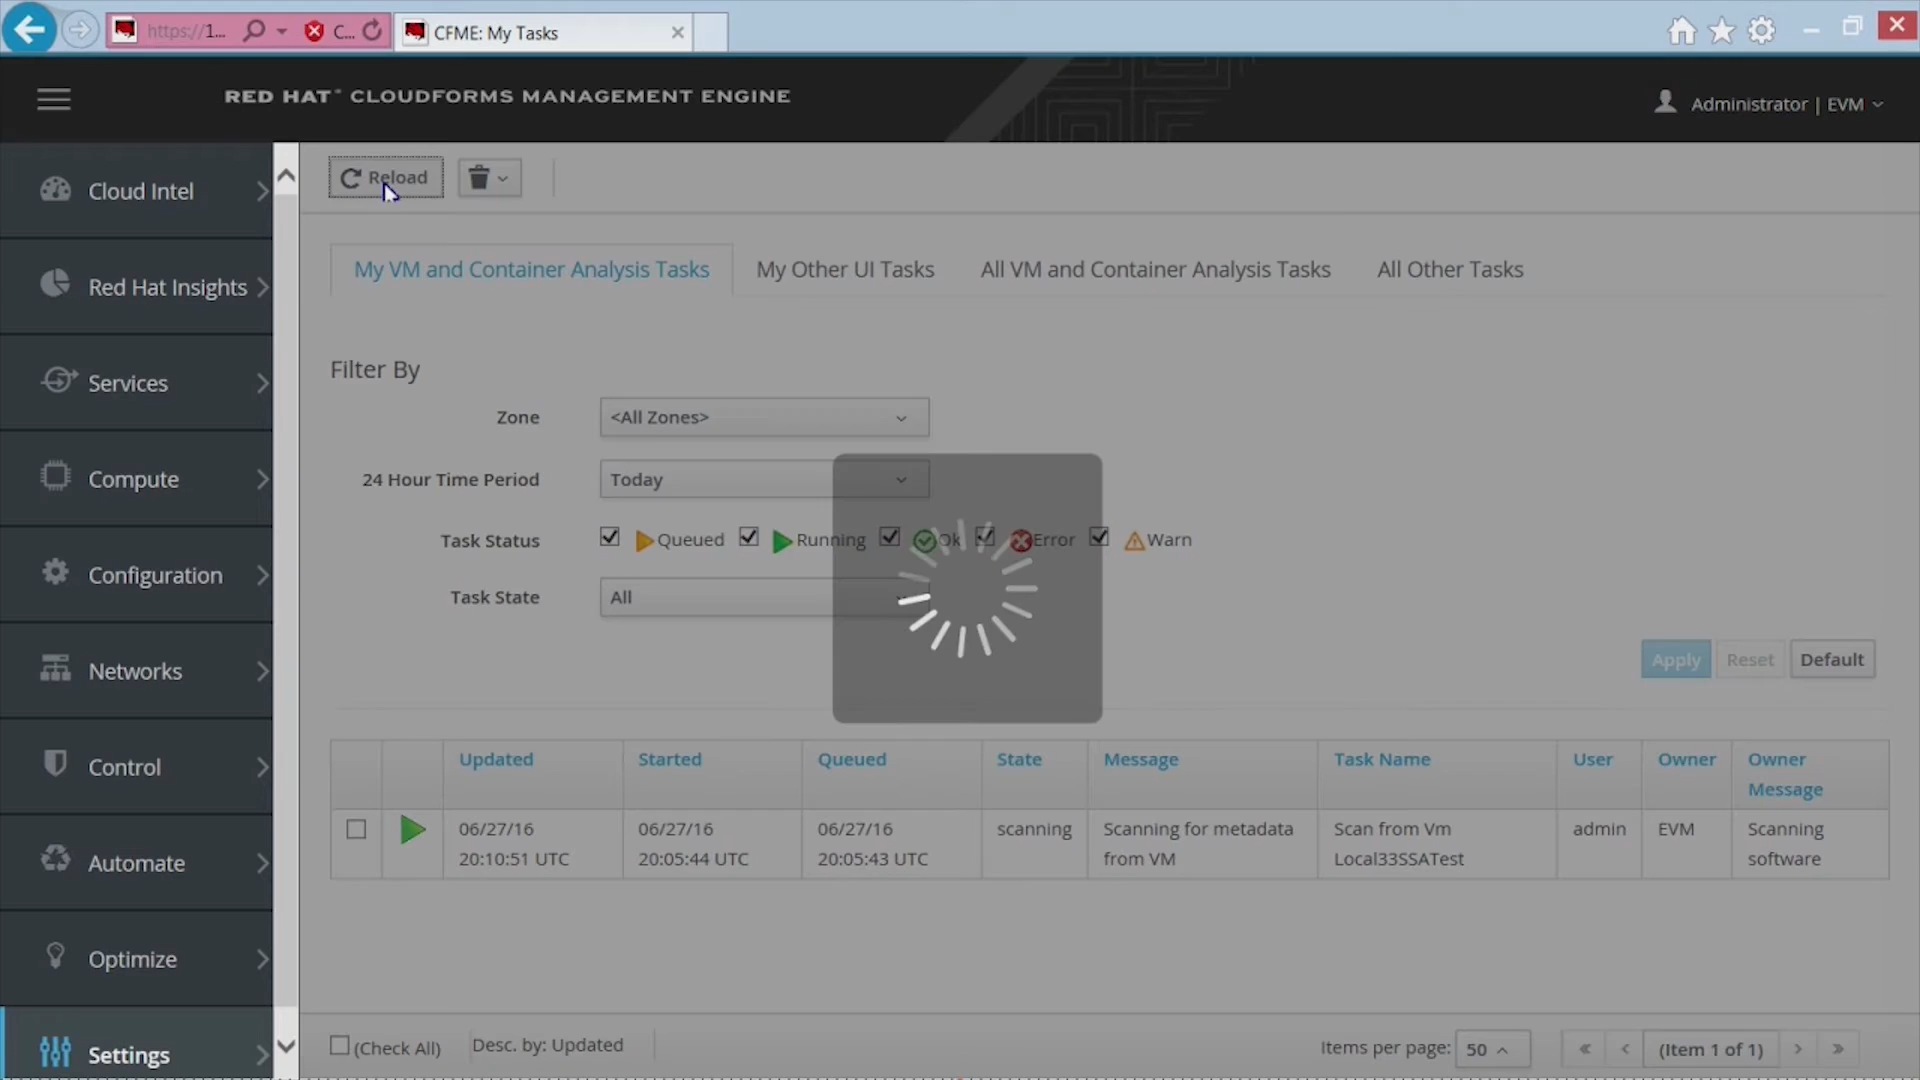 https://1...
C...
CFME: My Tasks
RED HAT® CLOUDFORMS MANAGEMENT ENGINE
Administrator | EVM
Cloud Intel
Red Hat Insights
Services
Compute
Configuration
Networks
Control
Automate
Optimize
Settings
Reload
My VM and Container Analysis Tasks
My Other UI Tasks
All VM and Container Analysis Tasks
All Other Tasks
Filter By
Zone
<All Zones>
24 Hour Time Period
Today
Task Status
Queued
Running
Ok
Error
Warn
Task State
All
Apply
Reset
Default
Updated
Started
Queued
State
Message
Task Name
User
Owner
Owner
Message
06/27/16
20:10:51 UTC
06/27/16
20:05:44 UTC
06/27/16
20:05:43 UTC
scanning
Scanning for metadata
from VM
Scan from Vm
Local33SSATest
admin
EVM
Scanning
software
(Check All)
Desc. by: Updated
Items per page:
50
(Item 1 of 1)